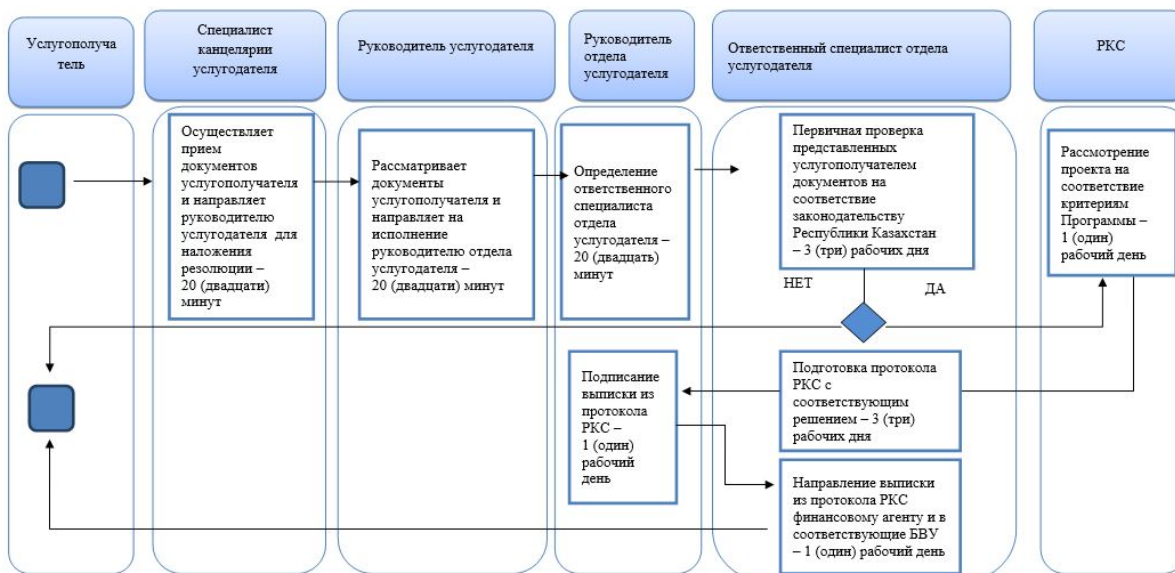 Услугополуча
тель
Специалист
канцелярии
услугодателя
Руководитель услугодателя
Руководитель
отдела
услугодателя
Ответственный специалист отдела
услугодателя
РКС
Осуществляет
прием
документов
услугополучателя
и направляет
руководителю
услугодателя для
наложения
резолюции –
20 (двадцати)
минут
Рассматривает
документы
услугополучателя и
направляет на
исполнение
руководителю отдела
услугодателя –
20 (двадцати) минут
Определение
ответственного
специалиста
отдела
услугодателя –
20 (двадцать)
минут
Первичная проверка
представленных
услугополучателем
документов на
соответствие
законодательству
Республики Казахстан
– 3 (три) рабочих дня
Рассмотрение
проекта на
соответствие
критериям
Программы –
1 (один)
рабочий день
НЕТ
ДА
Подписание
выписки из
протокола
РКС –
1 (один)
рабочий
день
Подготовка протокола
РКС с
соответствующим
решением – 3 (три)
рабочих дня
Направление выписки
из протокола РКС
финансовому агенту и в
соответствующие БВУ
– 1 (один) рабочий день